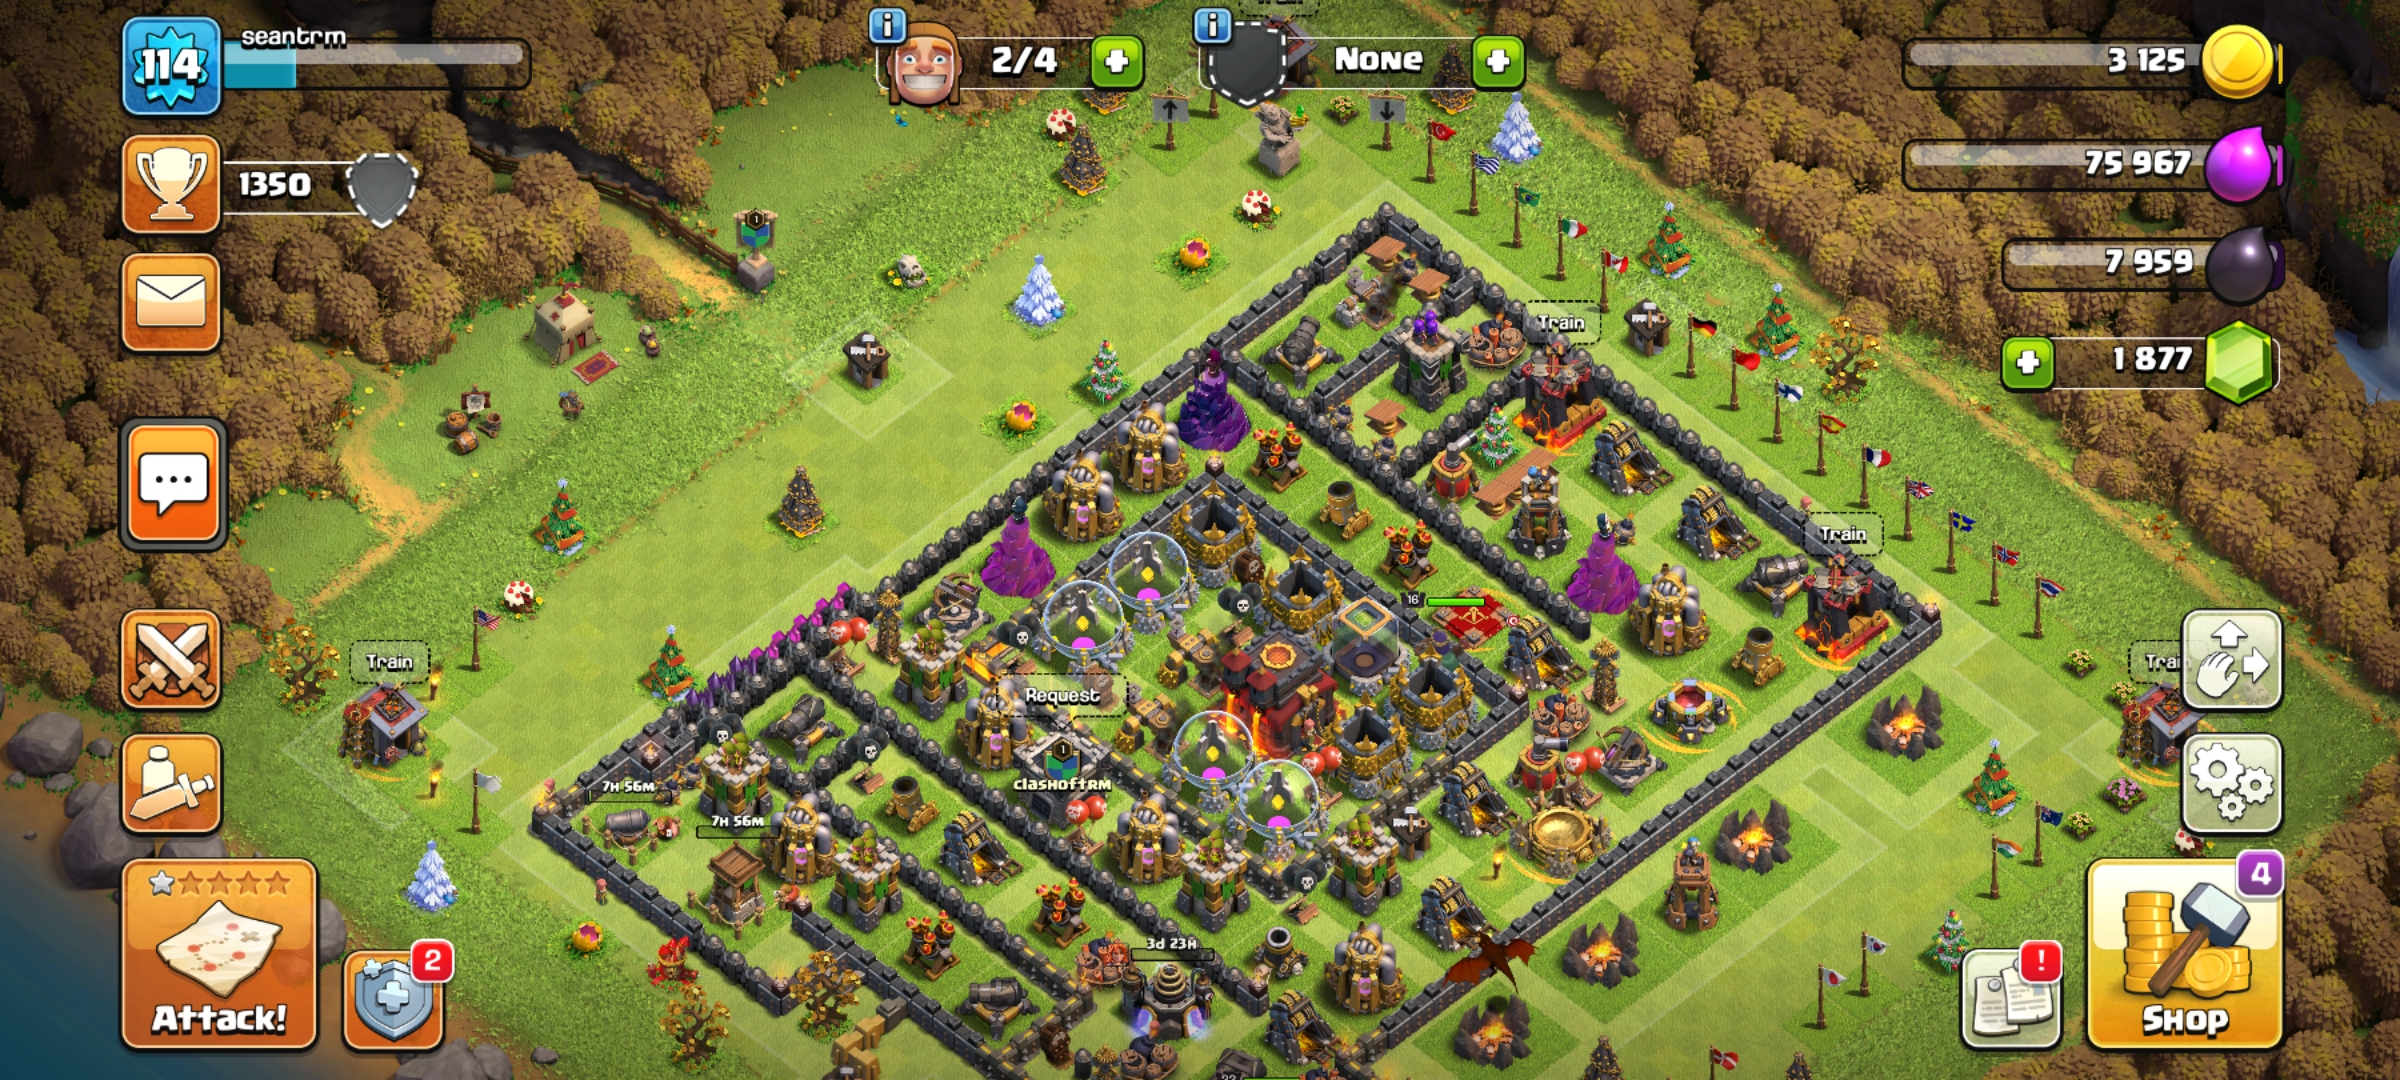 114
seantrm
2/4
None
3 125
1350
75 967
7 959
1 877
Train
Train
16
Train
Request
clashoftrm
7H 56M
7H 56M
3d 23H
Attack!
2
4
Shop